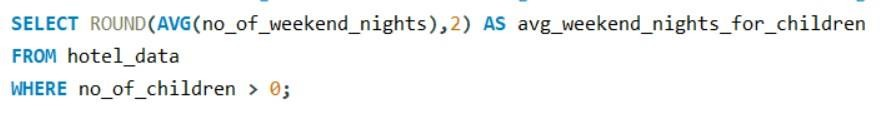 SELECT ROUND(AVG(no_of_weekend_nights),2) AS avg_weekend_nights_for_children
FROM hotel_data
WHERE no_of_children > 0;